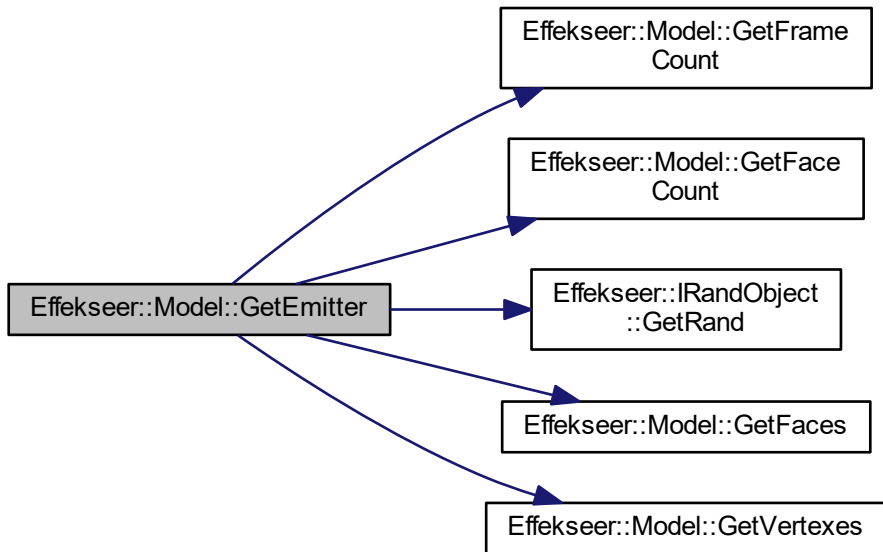 Effekseer::Model::GetFrame
Count
Effekseer::Model::GetFace
Count
Effekseer::Model::GetEmitter
Effekseer::IRandObject
::GetRand
Effekseer::Model::GetFaces
Effekseer::Model::GetVertexes